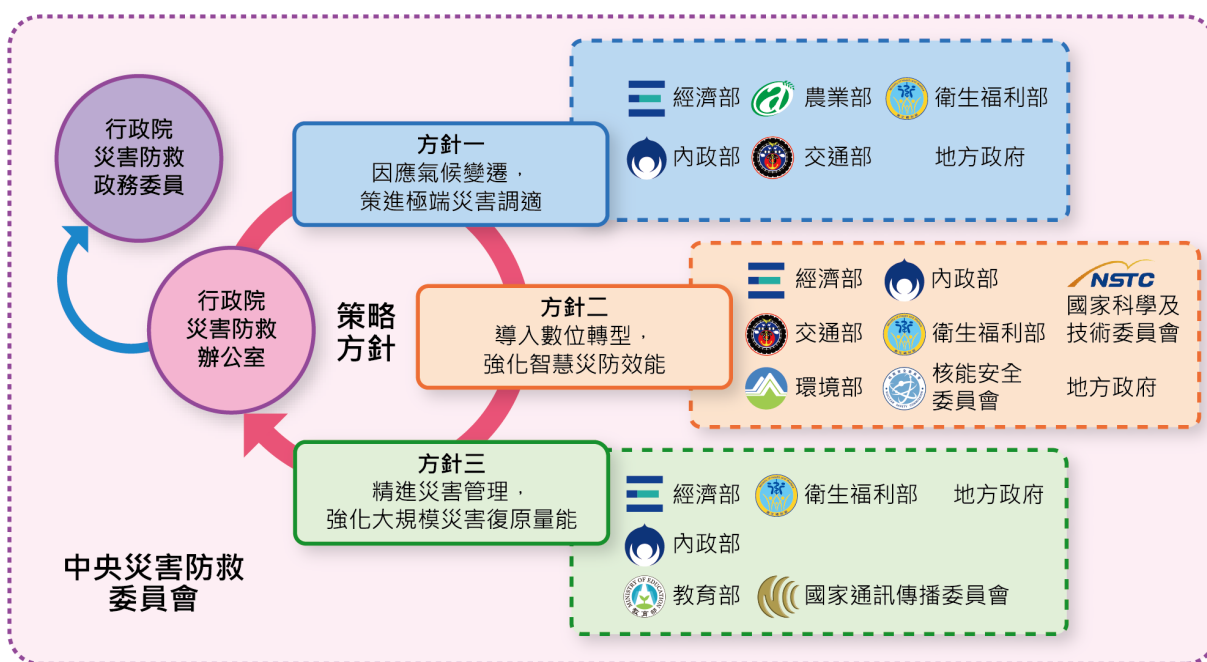 行政院
災害防救
政務委員
行政院
災害防救
辦公室
策略
方針
中央災害防救
委員會
方針一
因應氣候變遷，
策進極端災害調適
經濟部
農業部
衛生福利部
內政部
交通部
地方政府
方針二
導入數位轉型，
強化智慧災防效能
經濟部
內政部
NSTC
國家科學及
技術委員會
交通部
衛生福利部
環境部
核能安全
委員會
地方政府
方針三
精進災害管理，
強化大規模災害復原量能
經濟部
衛生福利部
地方政府
內政部
MINISTRY OF EDUCATION
教育部
教育部
國家通訊傳播委員會